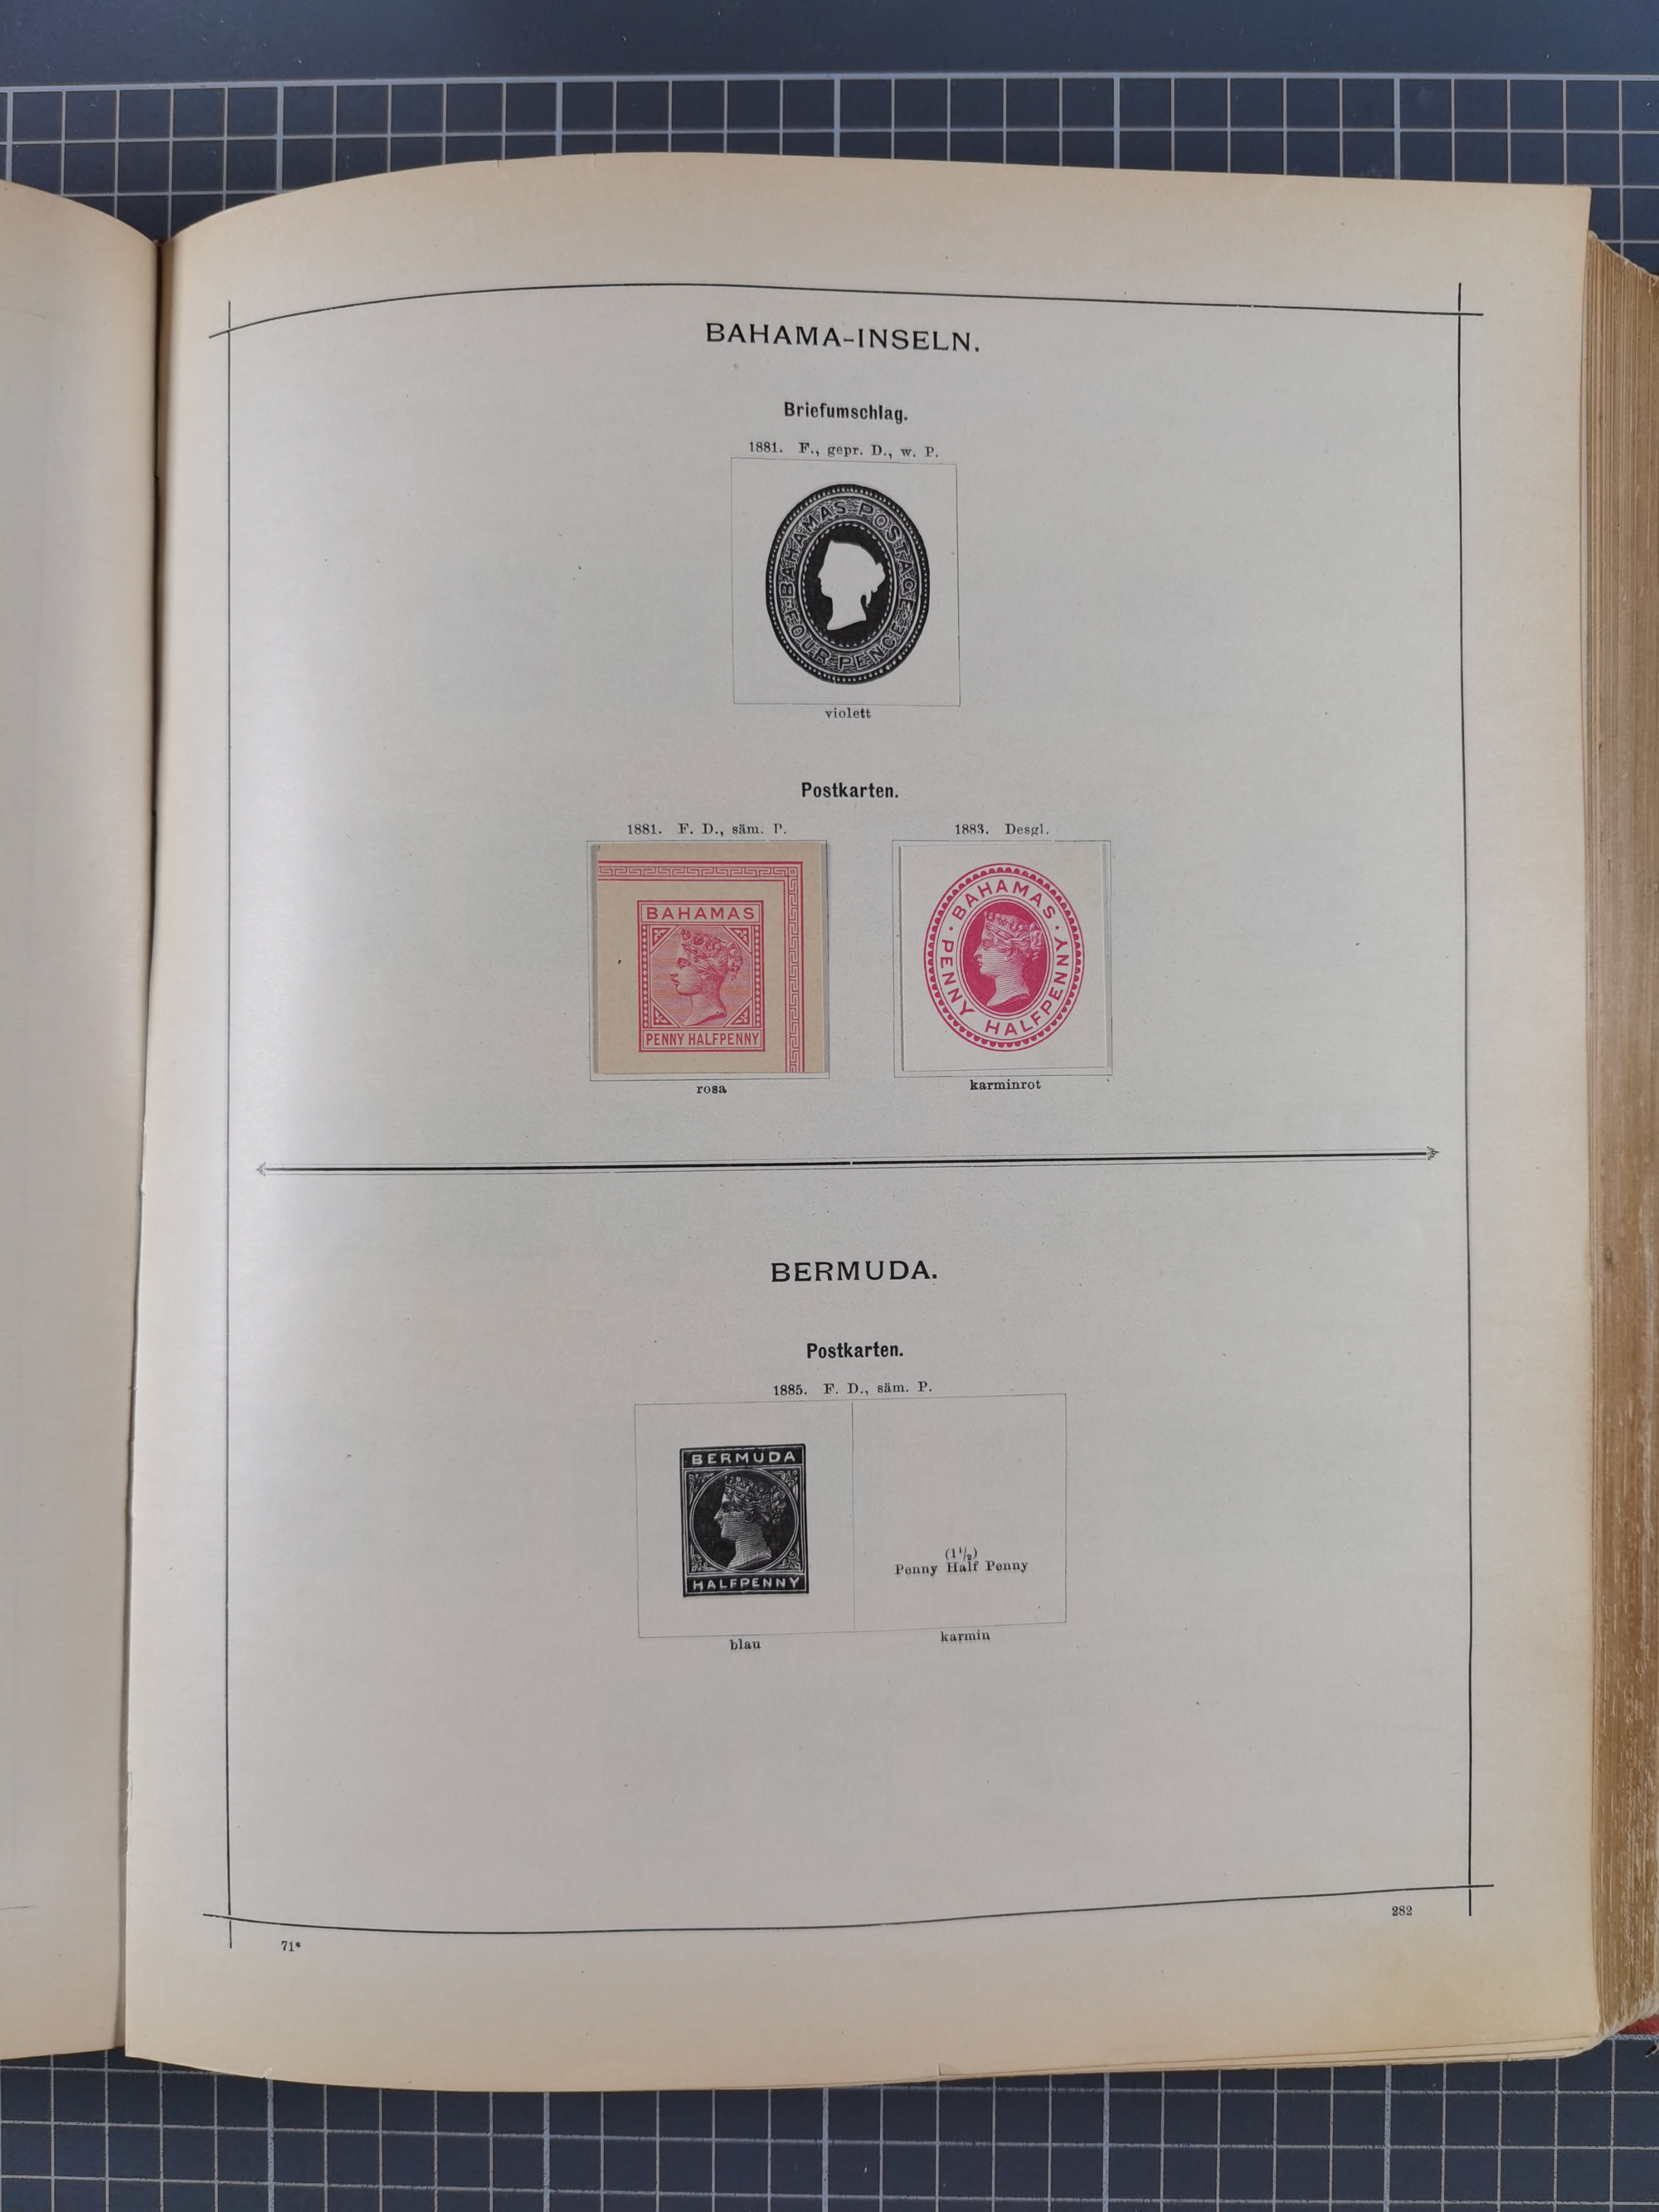 BAHAMA-INSELN.
Briefumschlag.
1881. F., gepr. D., w. P.
BAHAMAS POSTAGE
FOUR PENCE
violett
Postkarten.
1881. F. D., säm. P.
BAHAMAS
PENNY HALFPENNY
rosa
1883. Desgl.
BAHAMAS
PENNY HALFPENNY
karminrot
BERMUDA.
Postkarten.
1885. F. D., säm. P.
BERMUDA
HALFPENNY
blau
(1½)
Penny Half Penny
karmin
282
71*